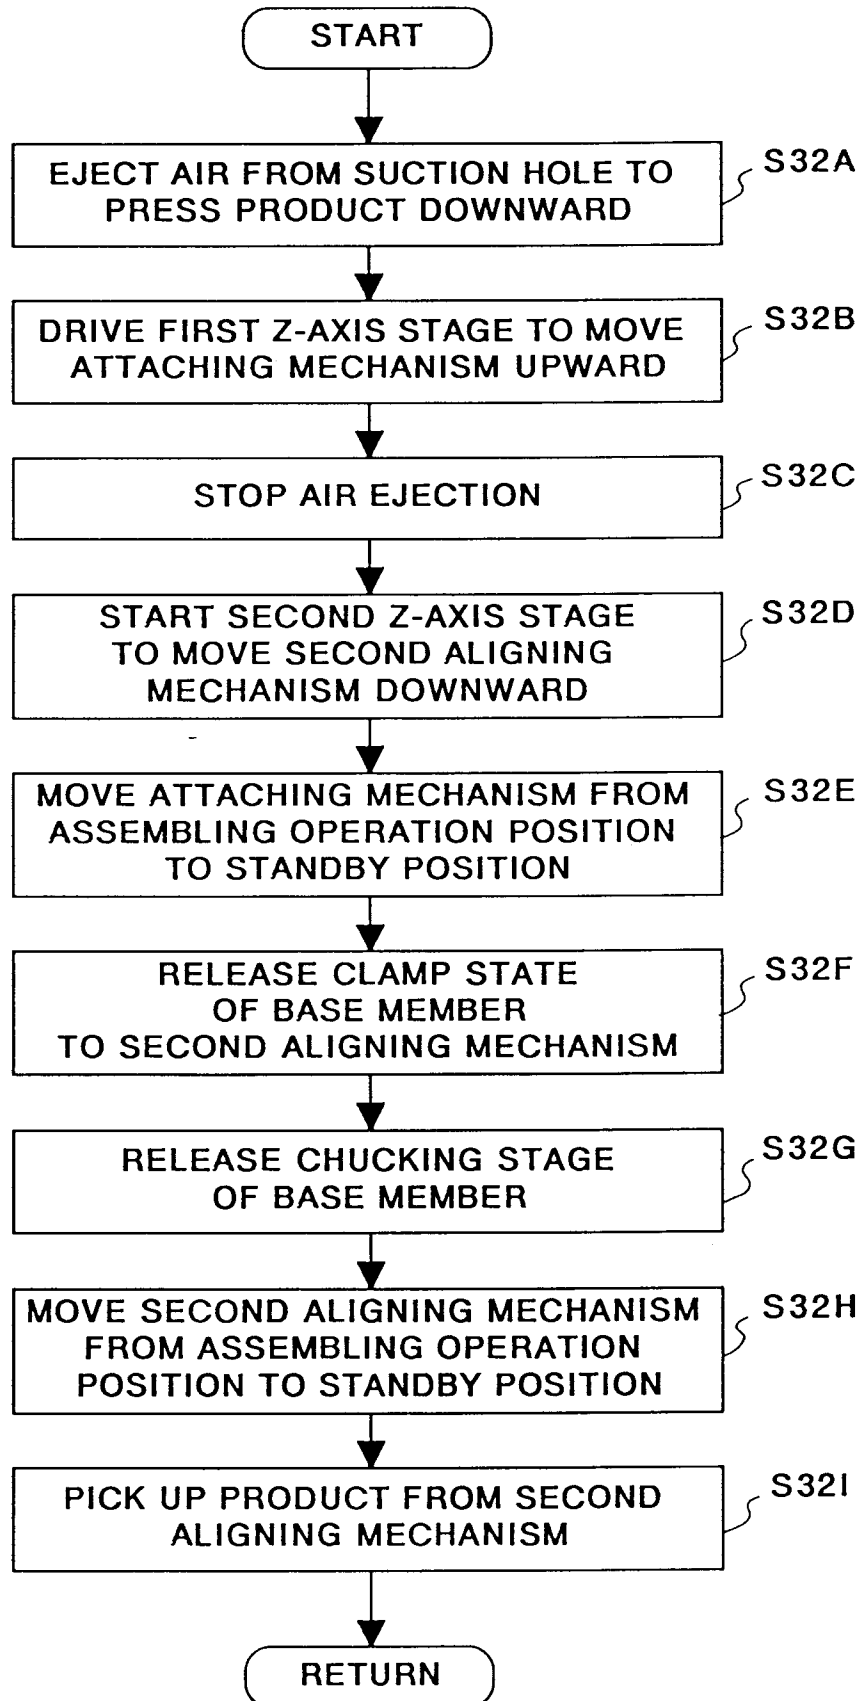 START
EJECT AIR FROM SUCTION HOLE TO
PRESS PRODUCT DOWNWARD
S32A
DRIVE FIRST Z-AXIS STAGE TO MOVE
ATTACHING MECHANISM UPWARD
S32B
STOP AIR EJECTION
S32C
START SECOND Z-AXIS STAGE
TO MOVE SECOND ALIGNING
MECHANISM DOWNWARD
S32D
MOVE ATTACHING MECHANISM FROM
ASSEMBLING OPERATION POSITION
TO STANDBY POSITION
S32E
RELEASE CLAMP STATE
OF BASE MEMBER
TO SECOND ALIGNING MECHANISM
S32F
RELEASE CHUCKING STAGE
OF BASE MEMBER
S32G
MOVE SECOND ALIGNING MECHANISM
FROM ASSEMBLING OPERATION
POSITION TO STANDBY POSITION
S32H
PICK UP PRODUCT FROM SECOND
ALIGNING MECHANISM
S32I
RETURN